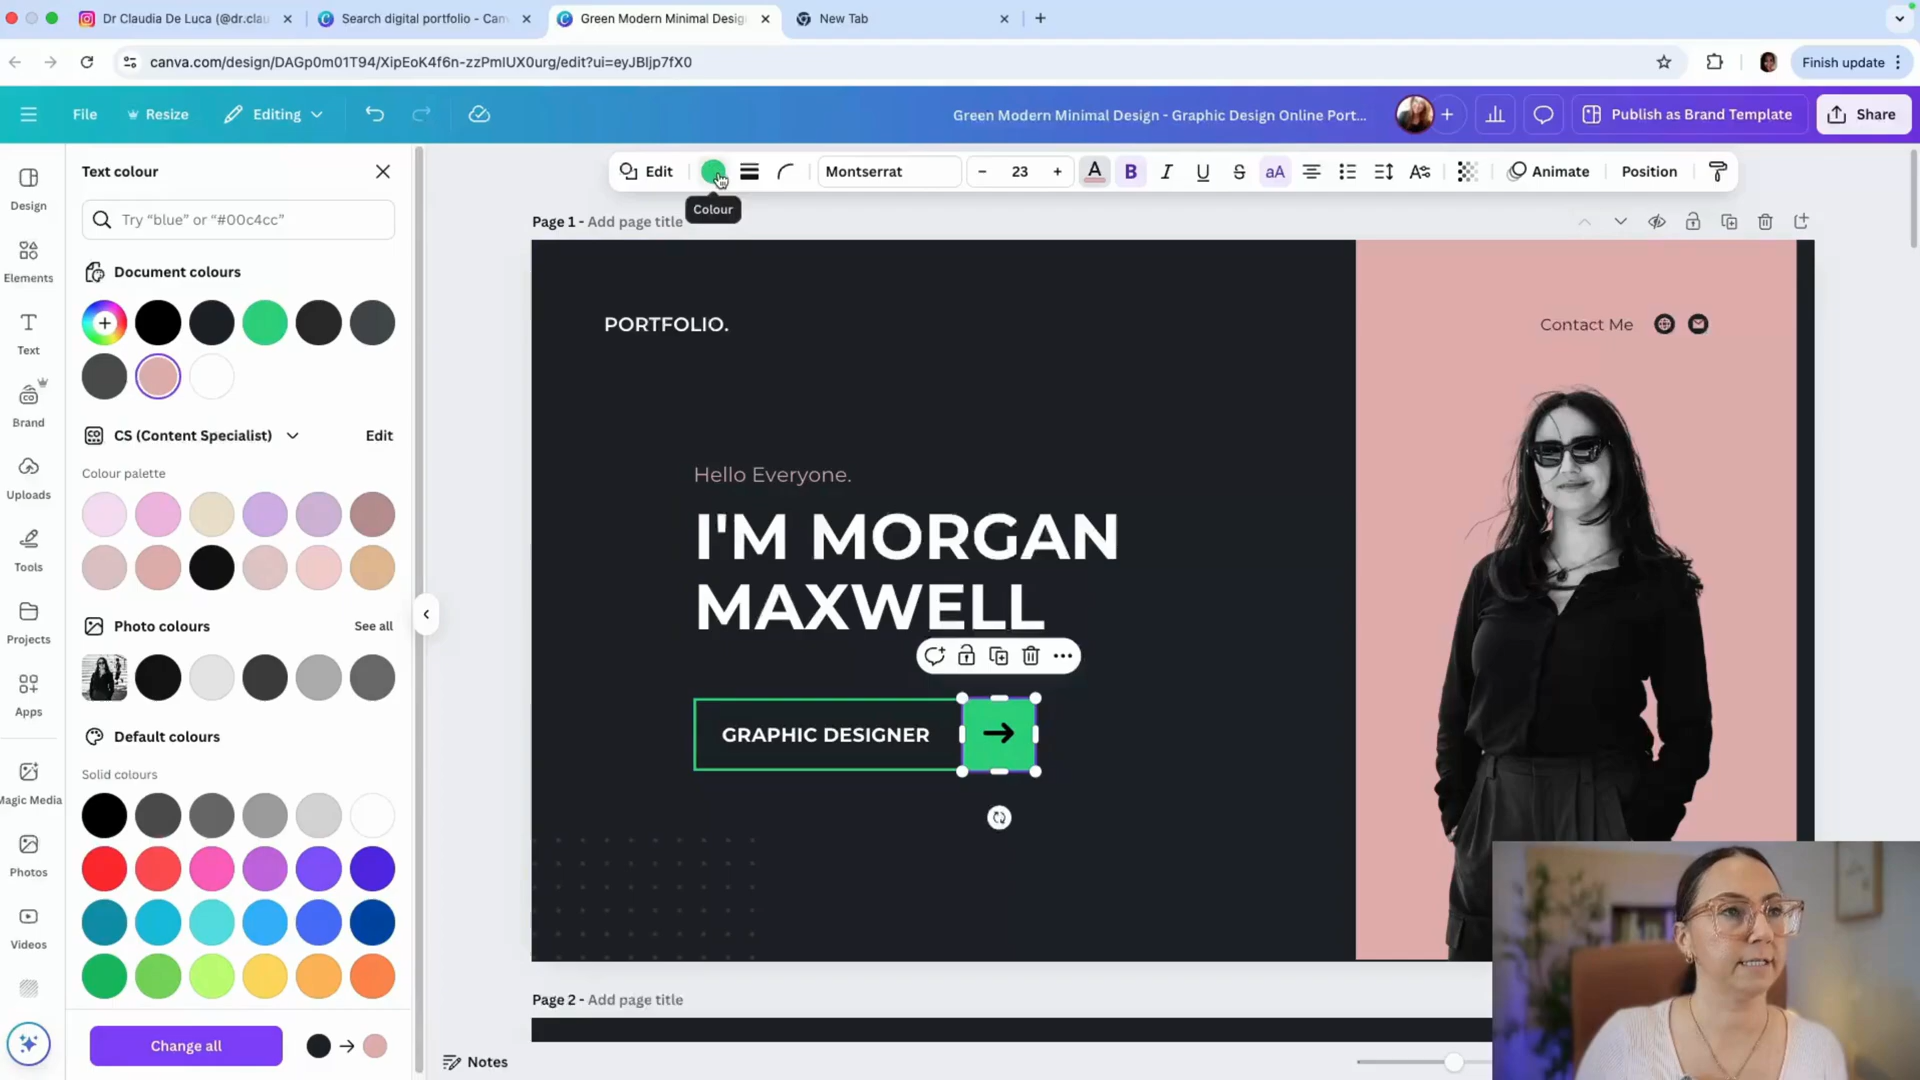 Dr Claudia De Luca (@dr.clau
Search digital portfolio - Can
Green Modern Minimal Desig
New Tab
canva.com/design/DAGp0m01T94/XipEoK4f6n-zzPmIUX0urg/edit?ui=eyJBIjp7fX0
Finish update
File
Resize
Editing
Green Modern Minimal Design - Graphic Design Online Port...
Publish as Brand Template
Share
Text colour
Edit
Montserrat
23
Animate
Position
Colour
Design
Try “blue” or “#00c4cc”
Page 1 - Add page title
Elements
Document colours
Text
PORTFOLIO.
Contact Me
Brand
CS (Content Specialist)
Edit
Colour palette
Hello Everyone.
Uploads
I'M MORGAN
MAXWELL
Tools
Projects
Photo colours
See all
Apps
GRAPHIC DESIGNER
Default colours
Solid colours
Magic Media
Photos
Videos
Page 2 - Add page title
Change all
Notes